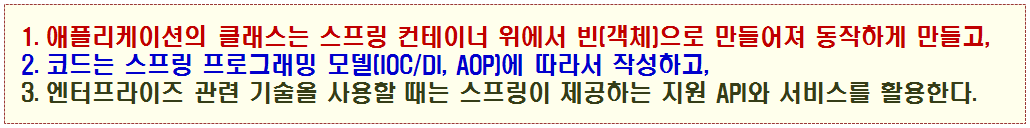 1. 애플리케이션의 클래스는 스프링 컨테이너 위에서 빈(객체)으로 만들어져 동작하게 만들고,
2. 코드는 스프링 프로그래밍 모델(IOC/DI, AOP)에 따라서 작성하고,
3. 엔터프라이즈 관련 기술올 사용할 때는 스프링이 제공하는 지원 API와 서비스를 활용한다.